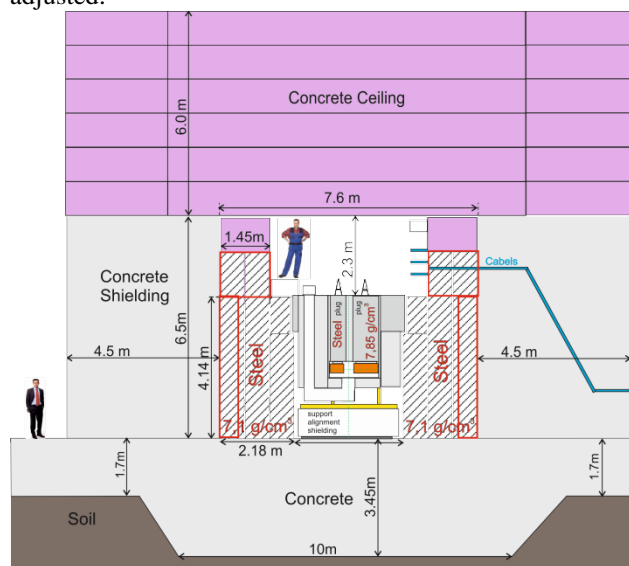 adjusted.
Concrete Ceiling
6.0 m
7.6 m
1.45m
2.3 m
Cabels
Concrete
Shielding
6.5m
Steel
plug
plug
7,85 g/cm³
Steel
Steel
4.5 m
4.5 m
4.14 m
support
alignment
shielding
7,1 g/cm³
7,1 g/cm³
2.18 m
1.7m
Concrete
3.45m
1.7m
Soil
10m